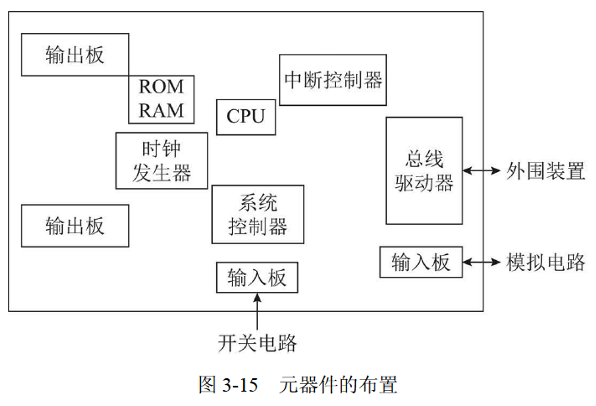 输出板
ROM
RAM
CPU
中断控制器
时钟
发生器
总线
驱动器
外围装置
输出板
系统
控制器
输入板
输入板
模拟电路
开关电路
图 3-15 元器件的布置